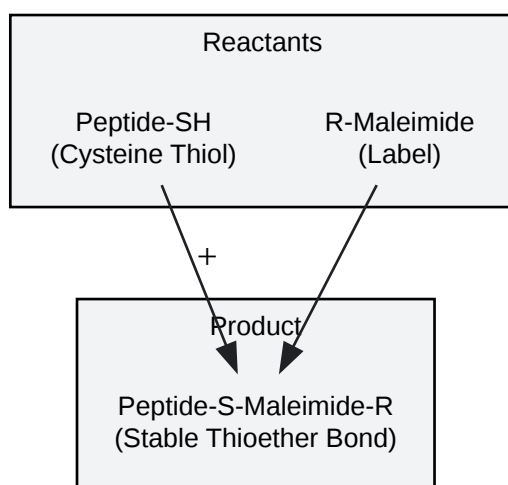 Reactants
Peptide-SH
(Cysteine Thiol)
R-Maleimide
(Label)
+
Product
Peptide-S-Maleimide-R
(Stable Thioether Bond)